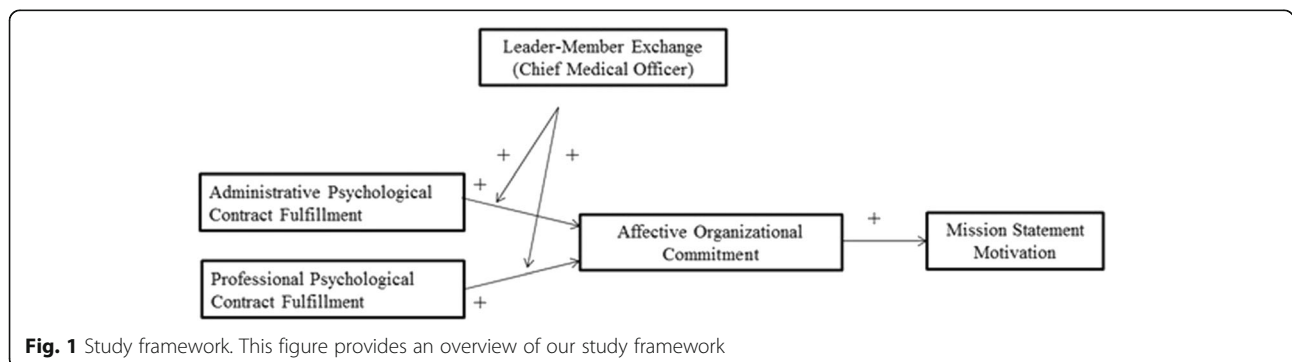 Leader-Member Exchange
(Chief Medical Officer)
+
+
+
Administrative Psychological
Contract Fulfillment
+
Affective Organizational
Commitment
Mission Statement
Motivation
Professional Psychological
Contract Fulfillment
+
Fig. 1 Study framework. This figure provides an overview of our study framework